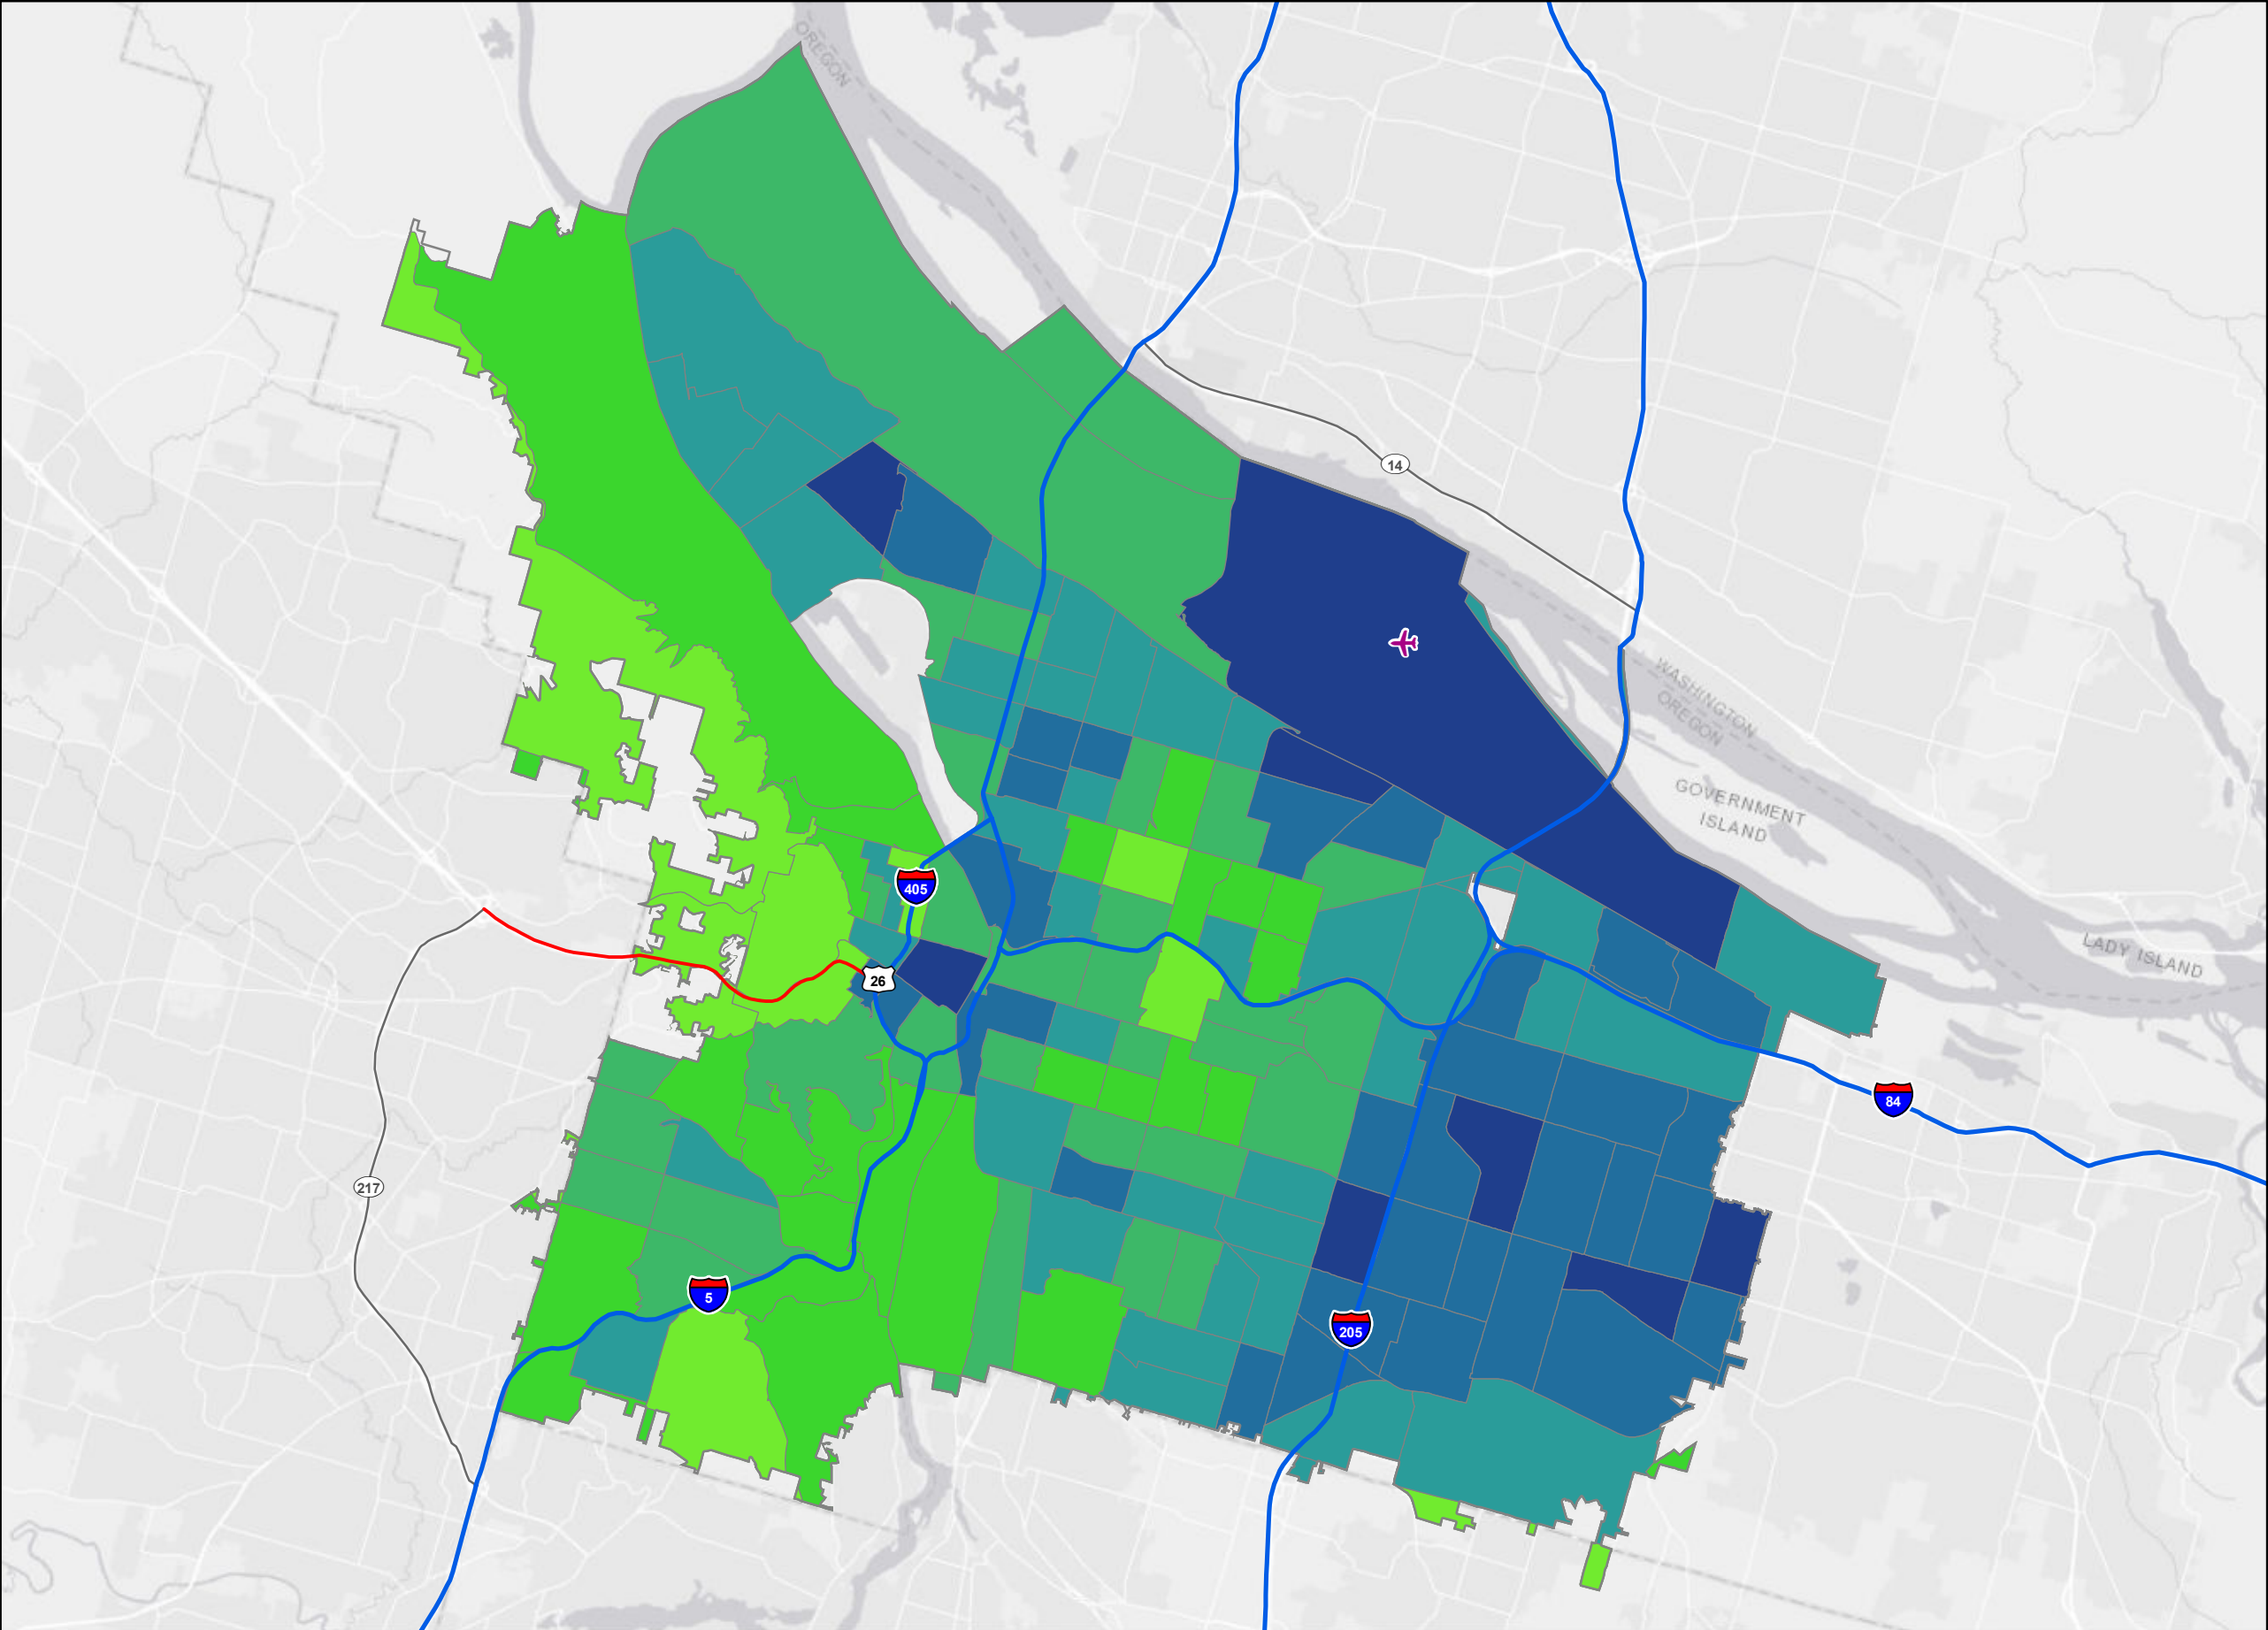 OREGON
14
WASHINGTON
OREGON
GOVERNMENT
ISLAND
405
LADY ISLAND
26
84
217
5
205